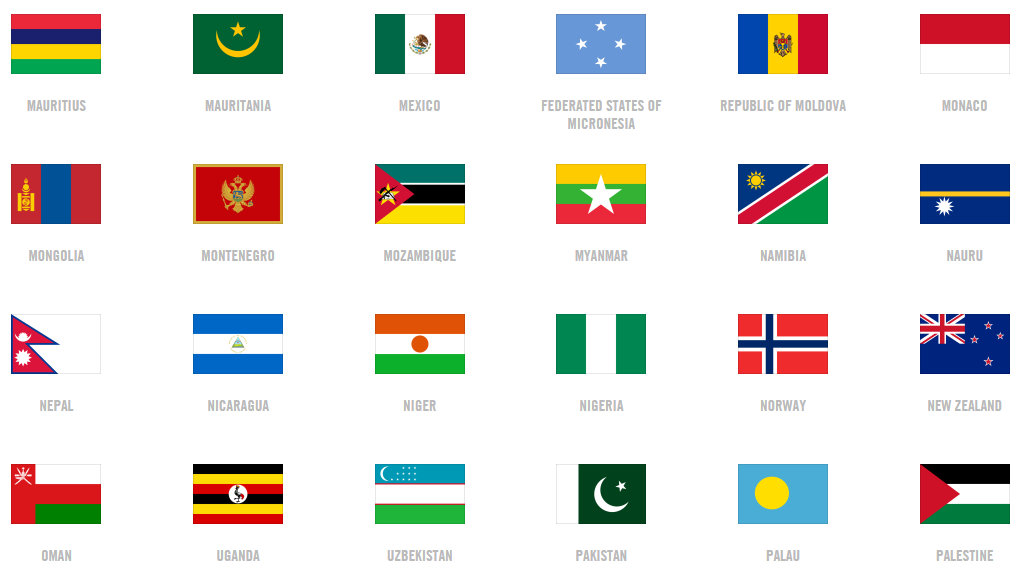 MAURITIUS
MAURITANIA
MEXICO
FEDERATED STATES OF
MICRONESIA
REPUBLIC OF MOLDOVA
MONACO
MONGOLIA
MONTENEGRO
MOZAMBIQUE
MYANMAR
NAMIBIA
NAURU
NEPAL
NICARAGUA
NIGER
NIGERIA
NORWAY
NEW ZEALAND
OMAN
UGANDA
UZBEKISTAN
PAKISTAN
PALAU
PALESTINE